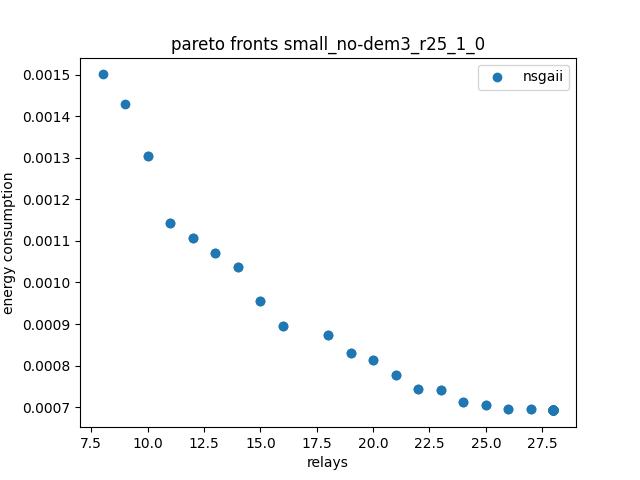 pareto fronts small_no-dem3_r25_1_0
nsgaii
0.0015
0.0014
0.0013
0.0012
0.0011
0.0010
0.0009
0.0008
0.0007
energy consumption
7.5 10.0 12.5 15.0 17.5 20.0 22.5 25.0 27.5
relays